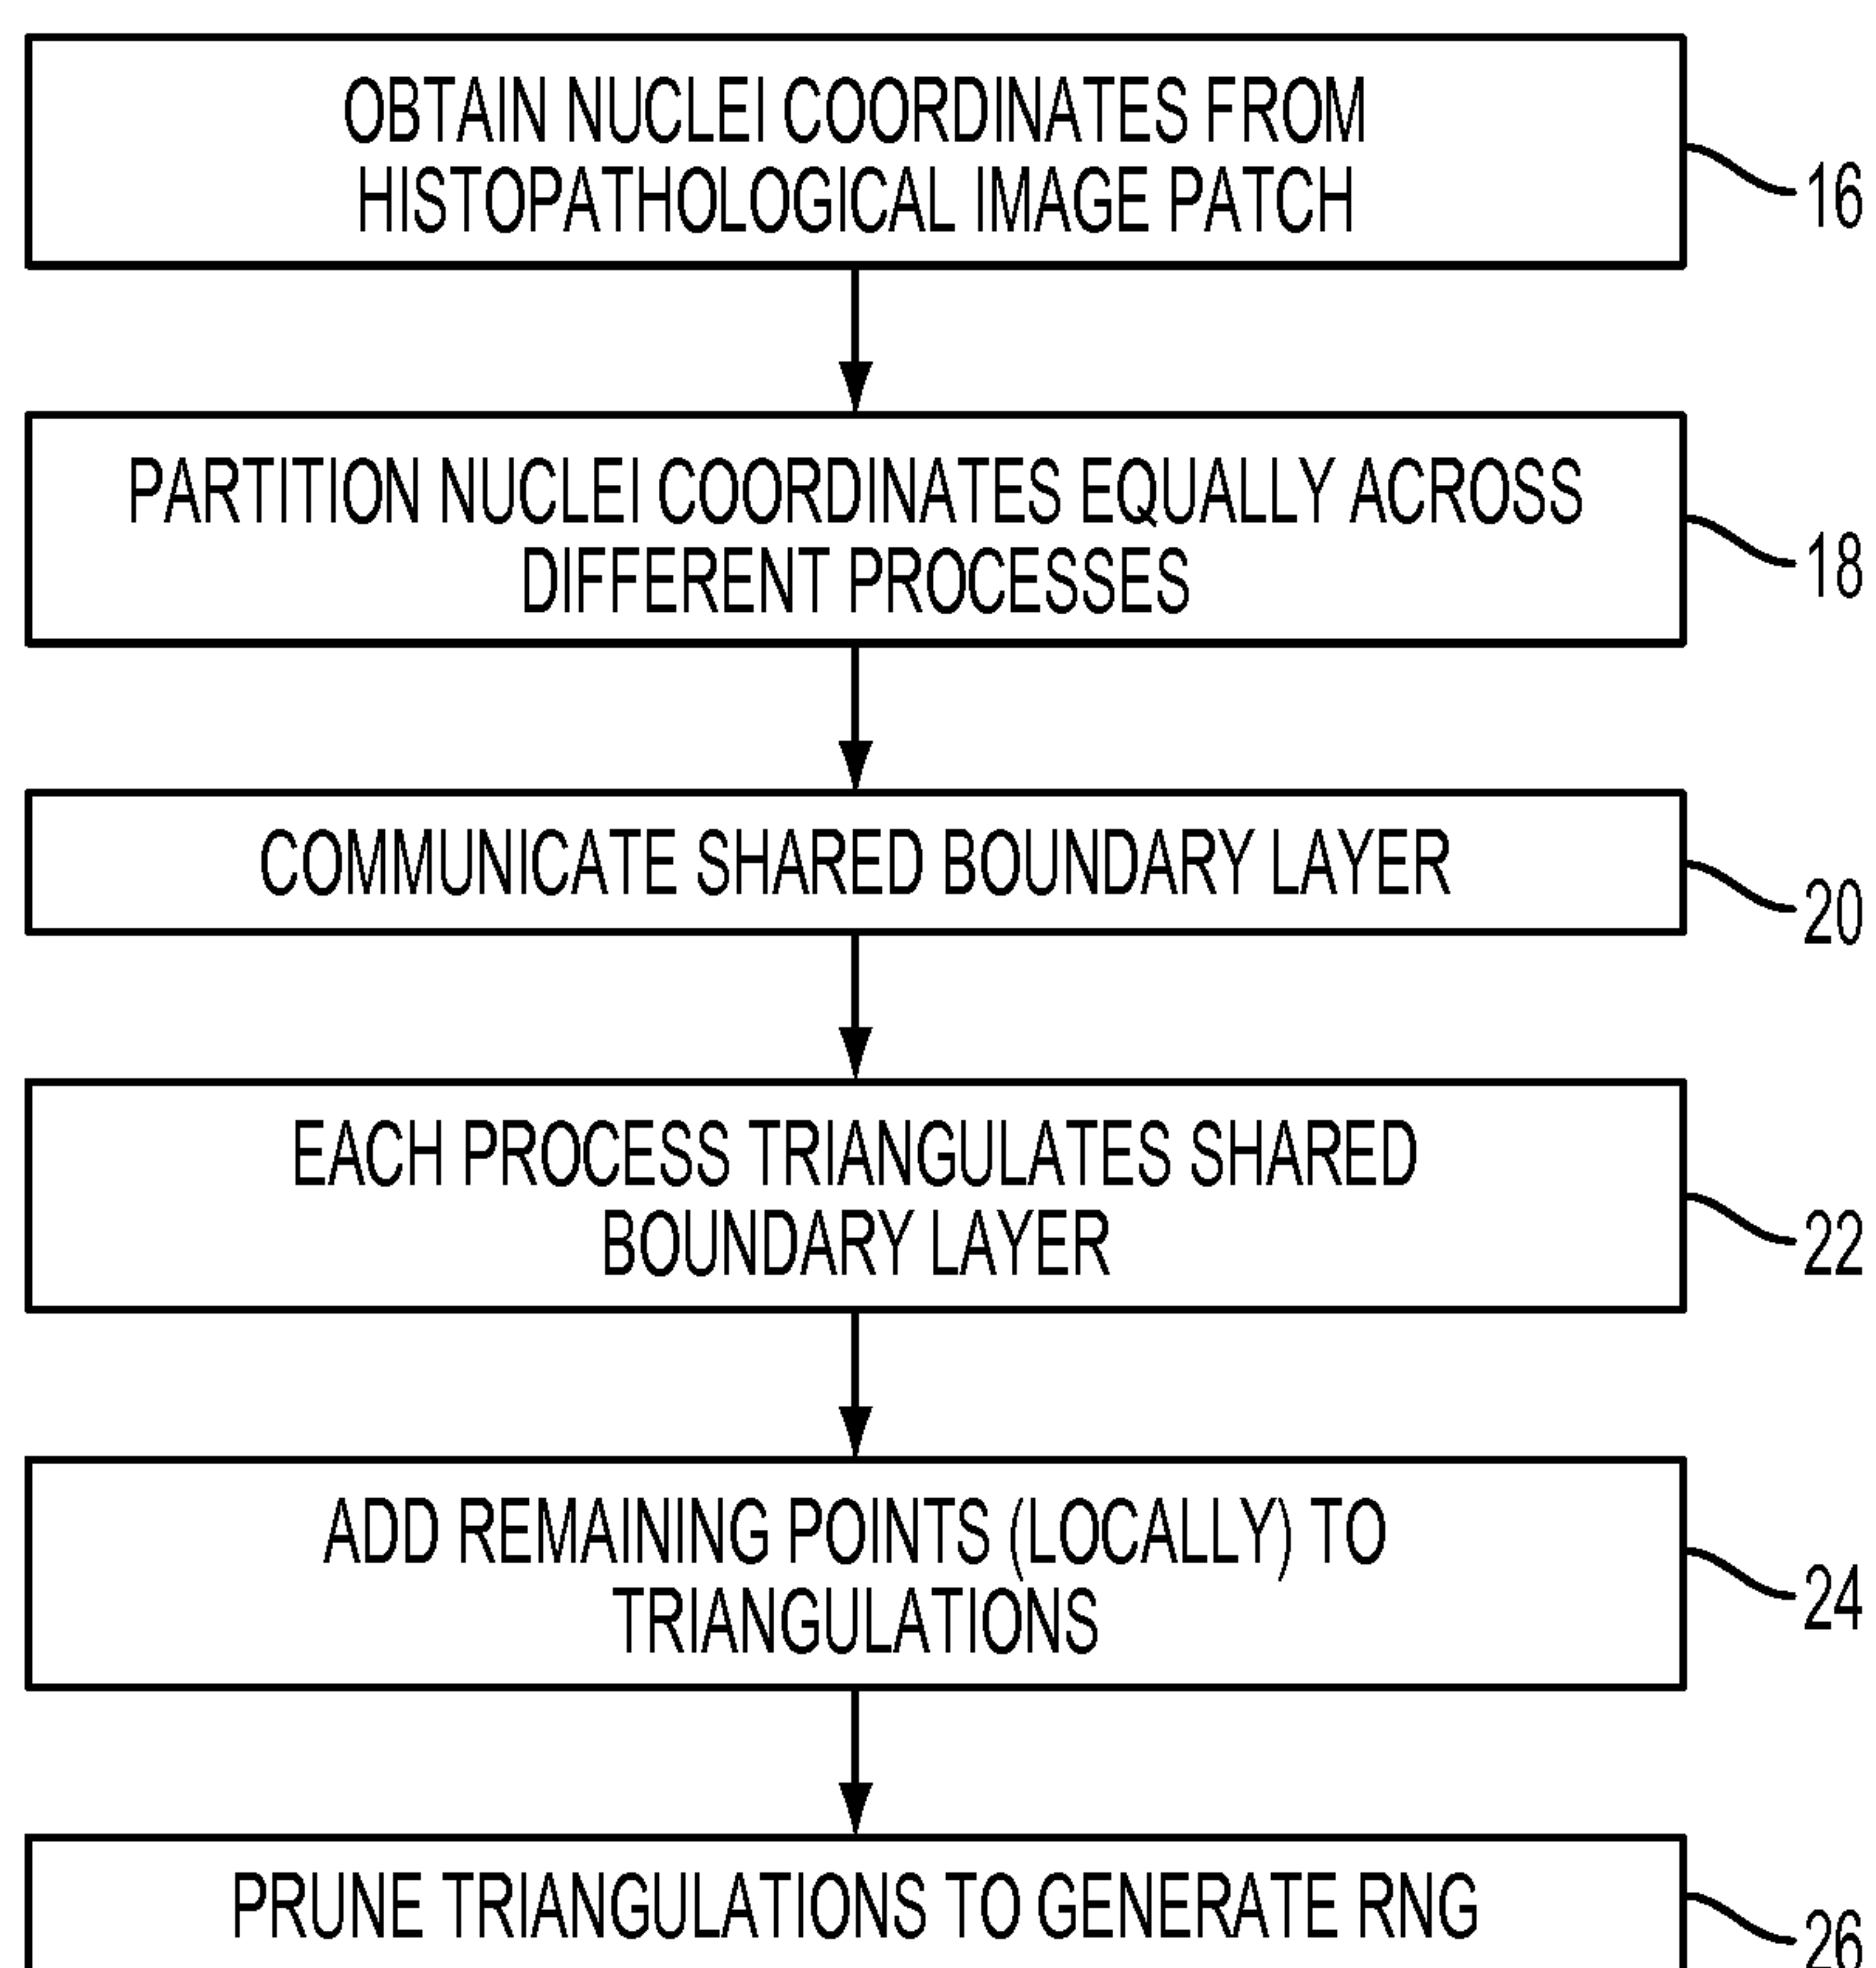 OBTAIN NUCLEI COORDINATES FROM
HISTOPATHOLOGICAL IMAGE PATCH
16
PARTITION NUCLEI COORDINATES EQUALLY ACROSS
DIFFERENT PROCESSES
18
COMMUNICATE SHARED BOUNDARY LAYER
20
EACH PROCESS TRIANGULATES SHARED
BOUNDARY LAYER
22
ADD REMAINING POINTS (LOCALLY) TO
TRIANGULATIONS
24
PRUNE TRIANGULATIONS TO GENERATE RNG
26